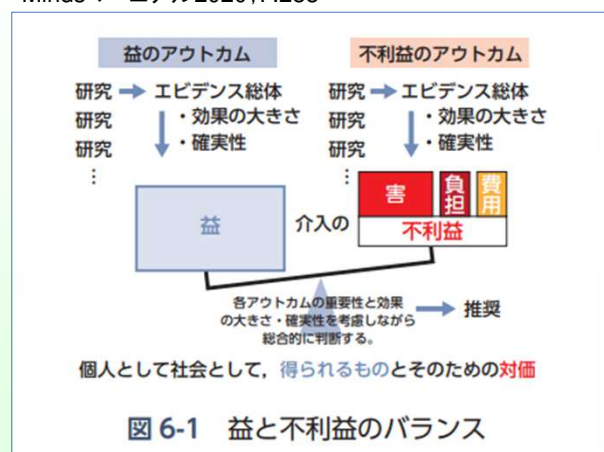 益のアウトカム
不利益のアウトカム
研究 → エビデンス総体
研究 ・効果の大きさ
研究 ・確実性
⋮
研究 → エビデンス総体
研究 ・効果の大きさ
研究 ・確実性
⋮
益
介入の
害
負担
費用
不利益
各アウトカムの重要性と効果
の大きさ・確実性を考慮しながら
総合的に判断する。
推奨
個人として社会として，得られるものとそのための対価
図 6-1 益と不利益のバランス